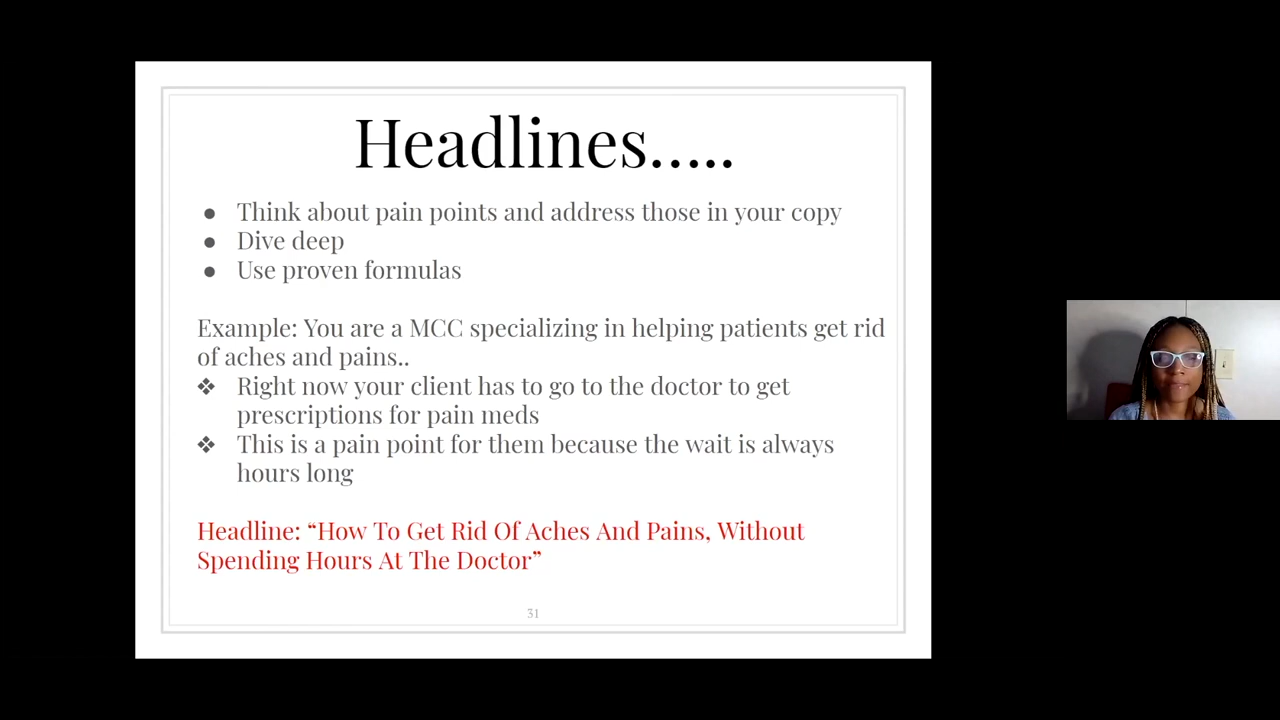 Headlines.....
● Think about pain points and address those in your copy
● Dive deep
● Use proven formulas
Example: You are a MCC specializing in helping patients get rid
of aches and pains..
❖ Right now your client has to go to the doctor to get
prescriptions for pain meds
❖ This is a pain point for them because the wait is always
hours long
Headline: “How To Get Rid Of Aches And Pains, Without
Spending Hours At The Doctor”
31